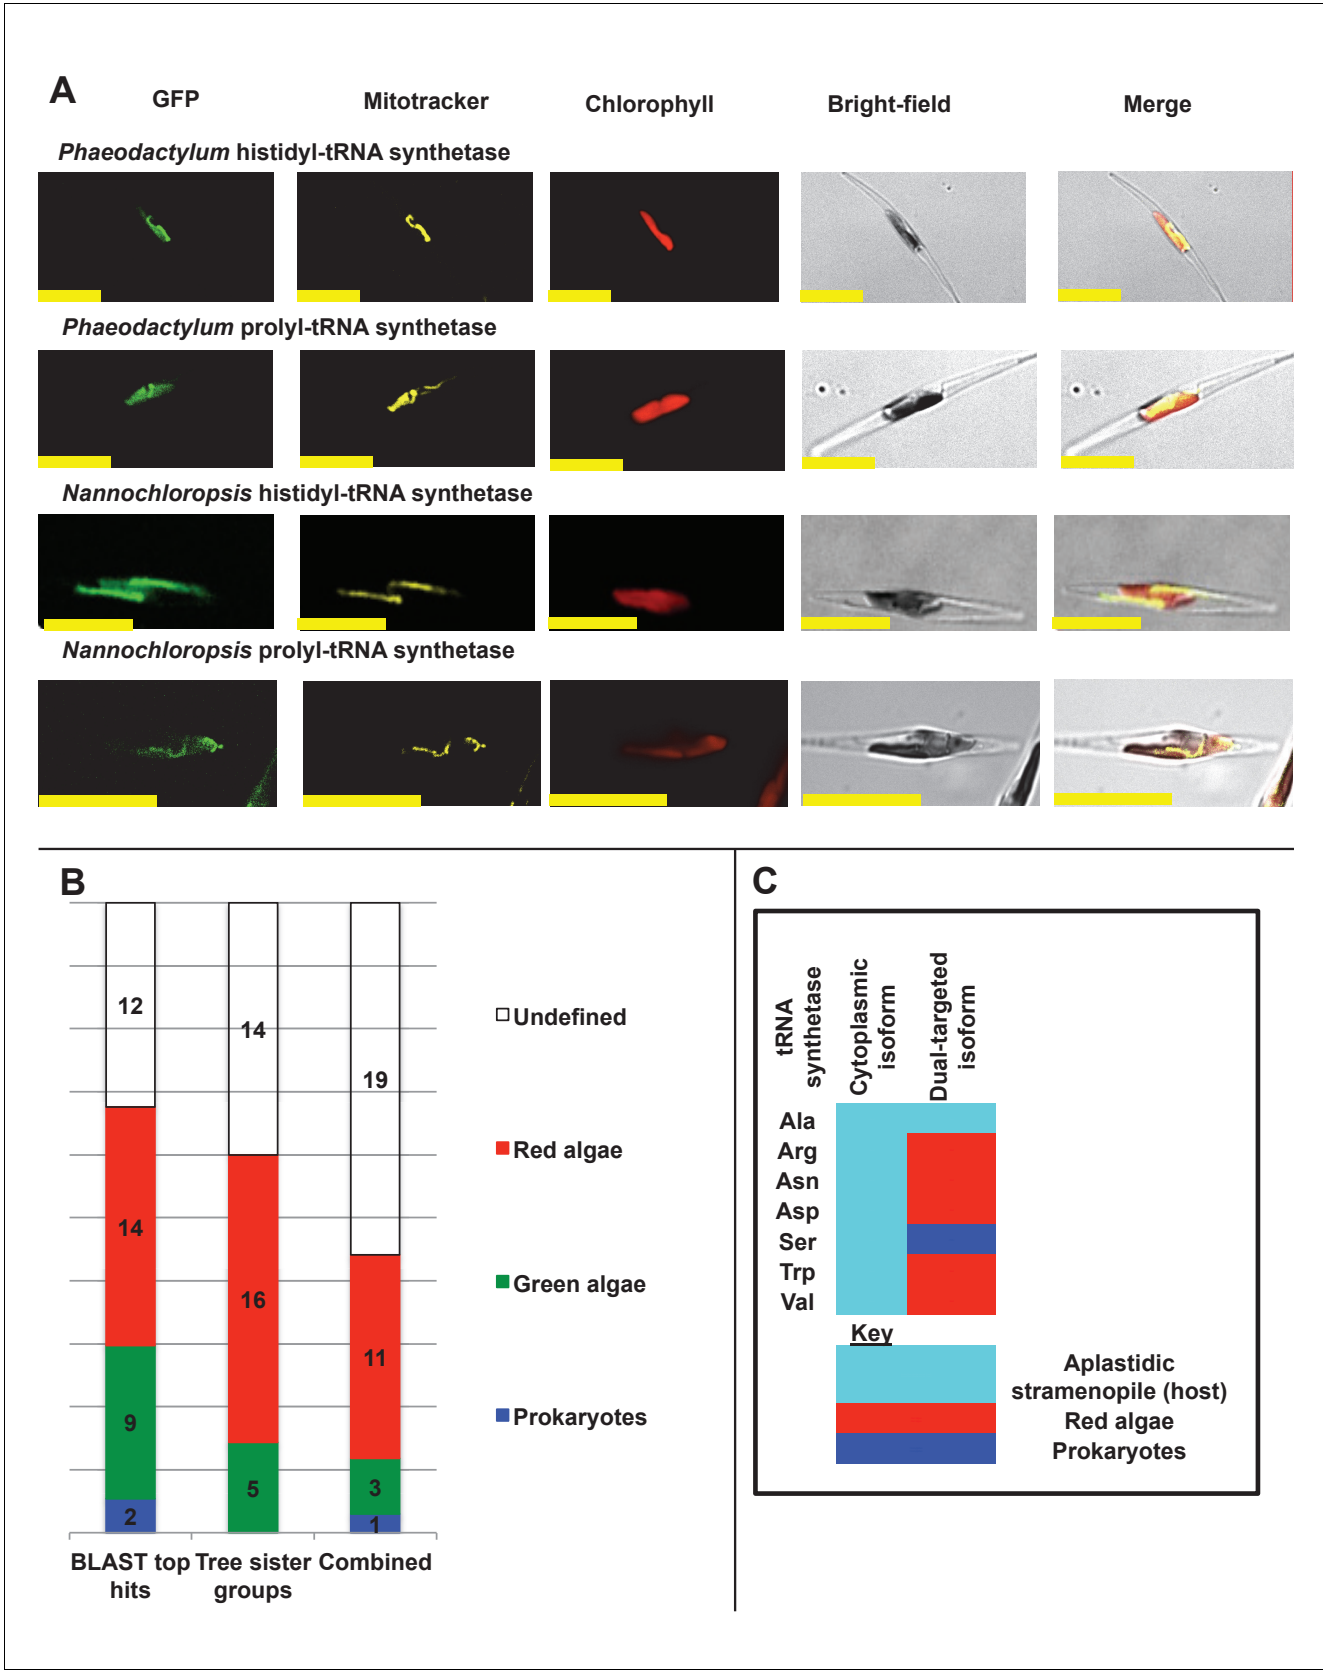 A
GFP
Mitotracker
Chlorophyll
Bright-field
Merge
Phaeodactylum histidyl-tRNA synthetase
Phaeodactylum prolyl-tRNA synthetase
Nannochloropsis histidyl-tRNA synthetase
Nannochloropsis prolyl-tRNA synthetase
B
12
14
9
2
14
16
5
19
11
3
1
BLAST top
hits
Tree sister
groups
Combined
Undefined
Red algae
Green algae
Prokaryotes
C
tRNA
synthetase
Cytoplasmic
isoform
Dual-targeted
isoform
Ala
Arg
Asn
Asp
Ser
Trp
Val
Key
Aplastidic
stramenopile (host)
Red algae
Prokaryotes